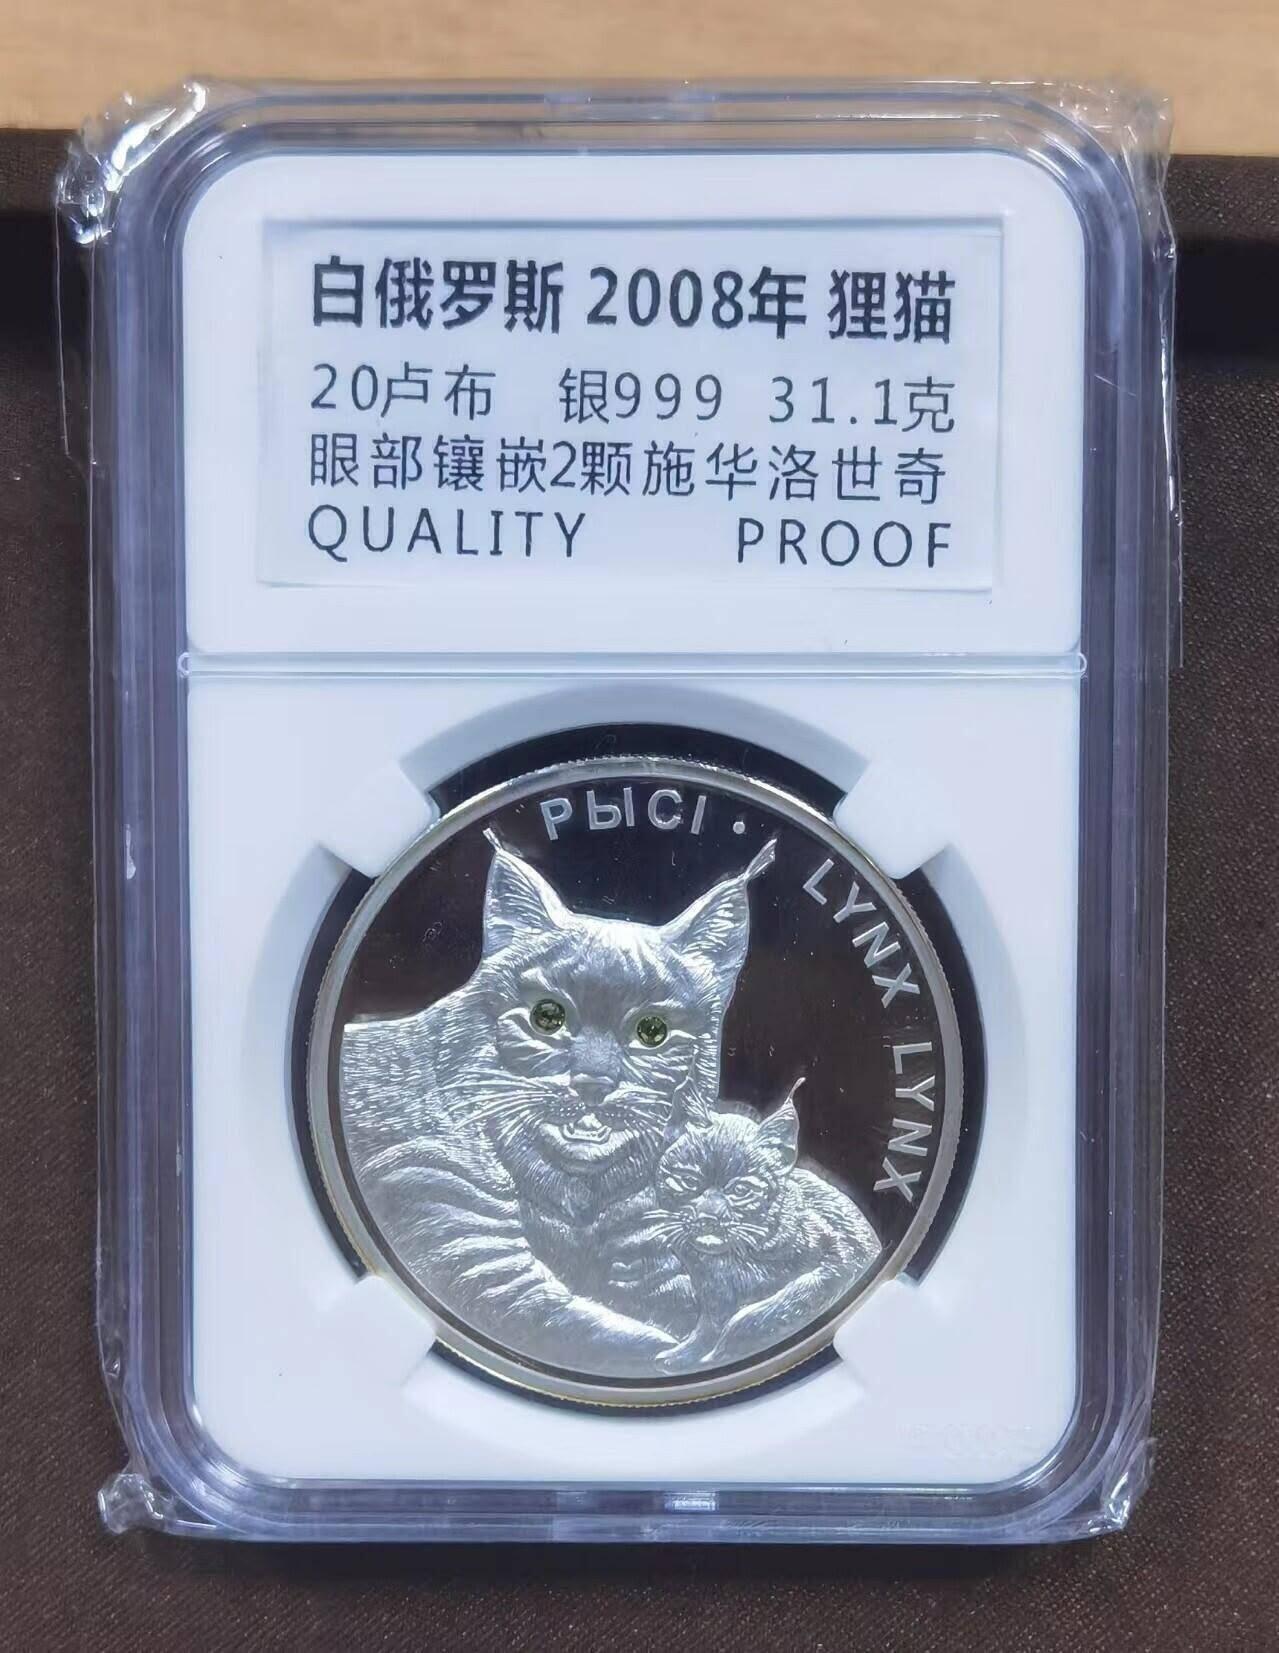 白俄罗斯 2008年 狸猫
20卢布 银999 31.1克
眼部镶嵌2颗施华洛世奇
QUALITY PROOF
РЫСІ · LYNX LYNX